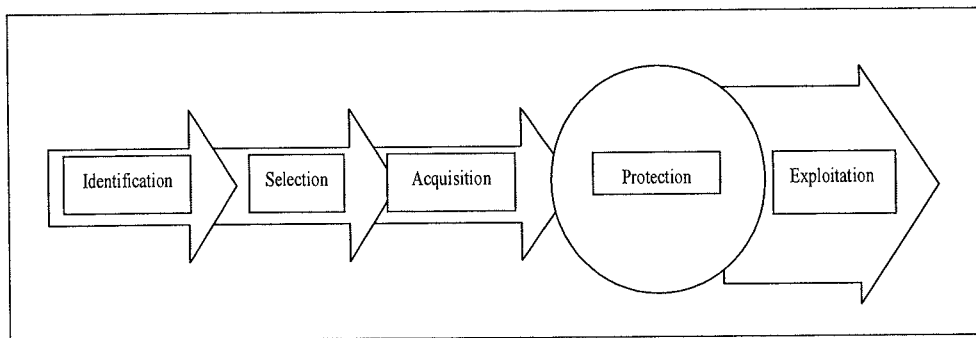 Identification
Selection
Acquisition
Protection
Exploitation